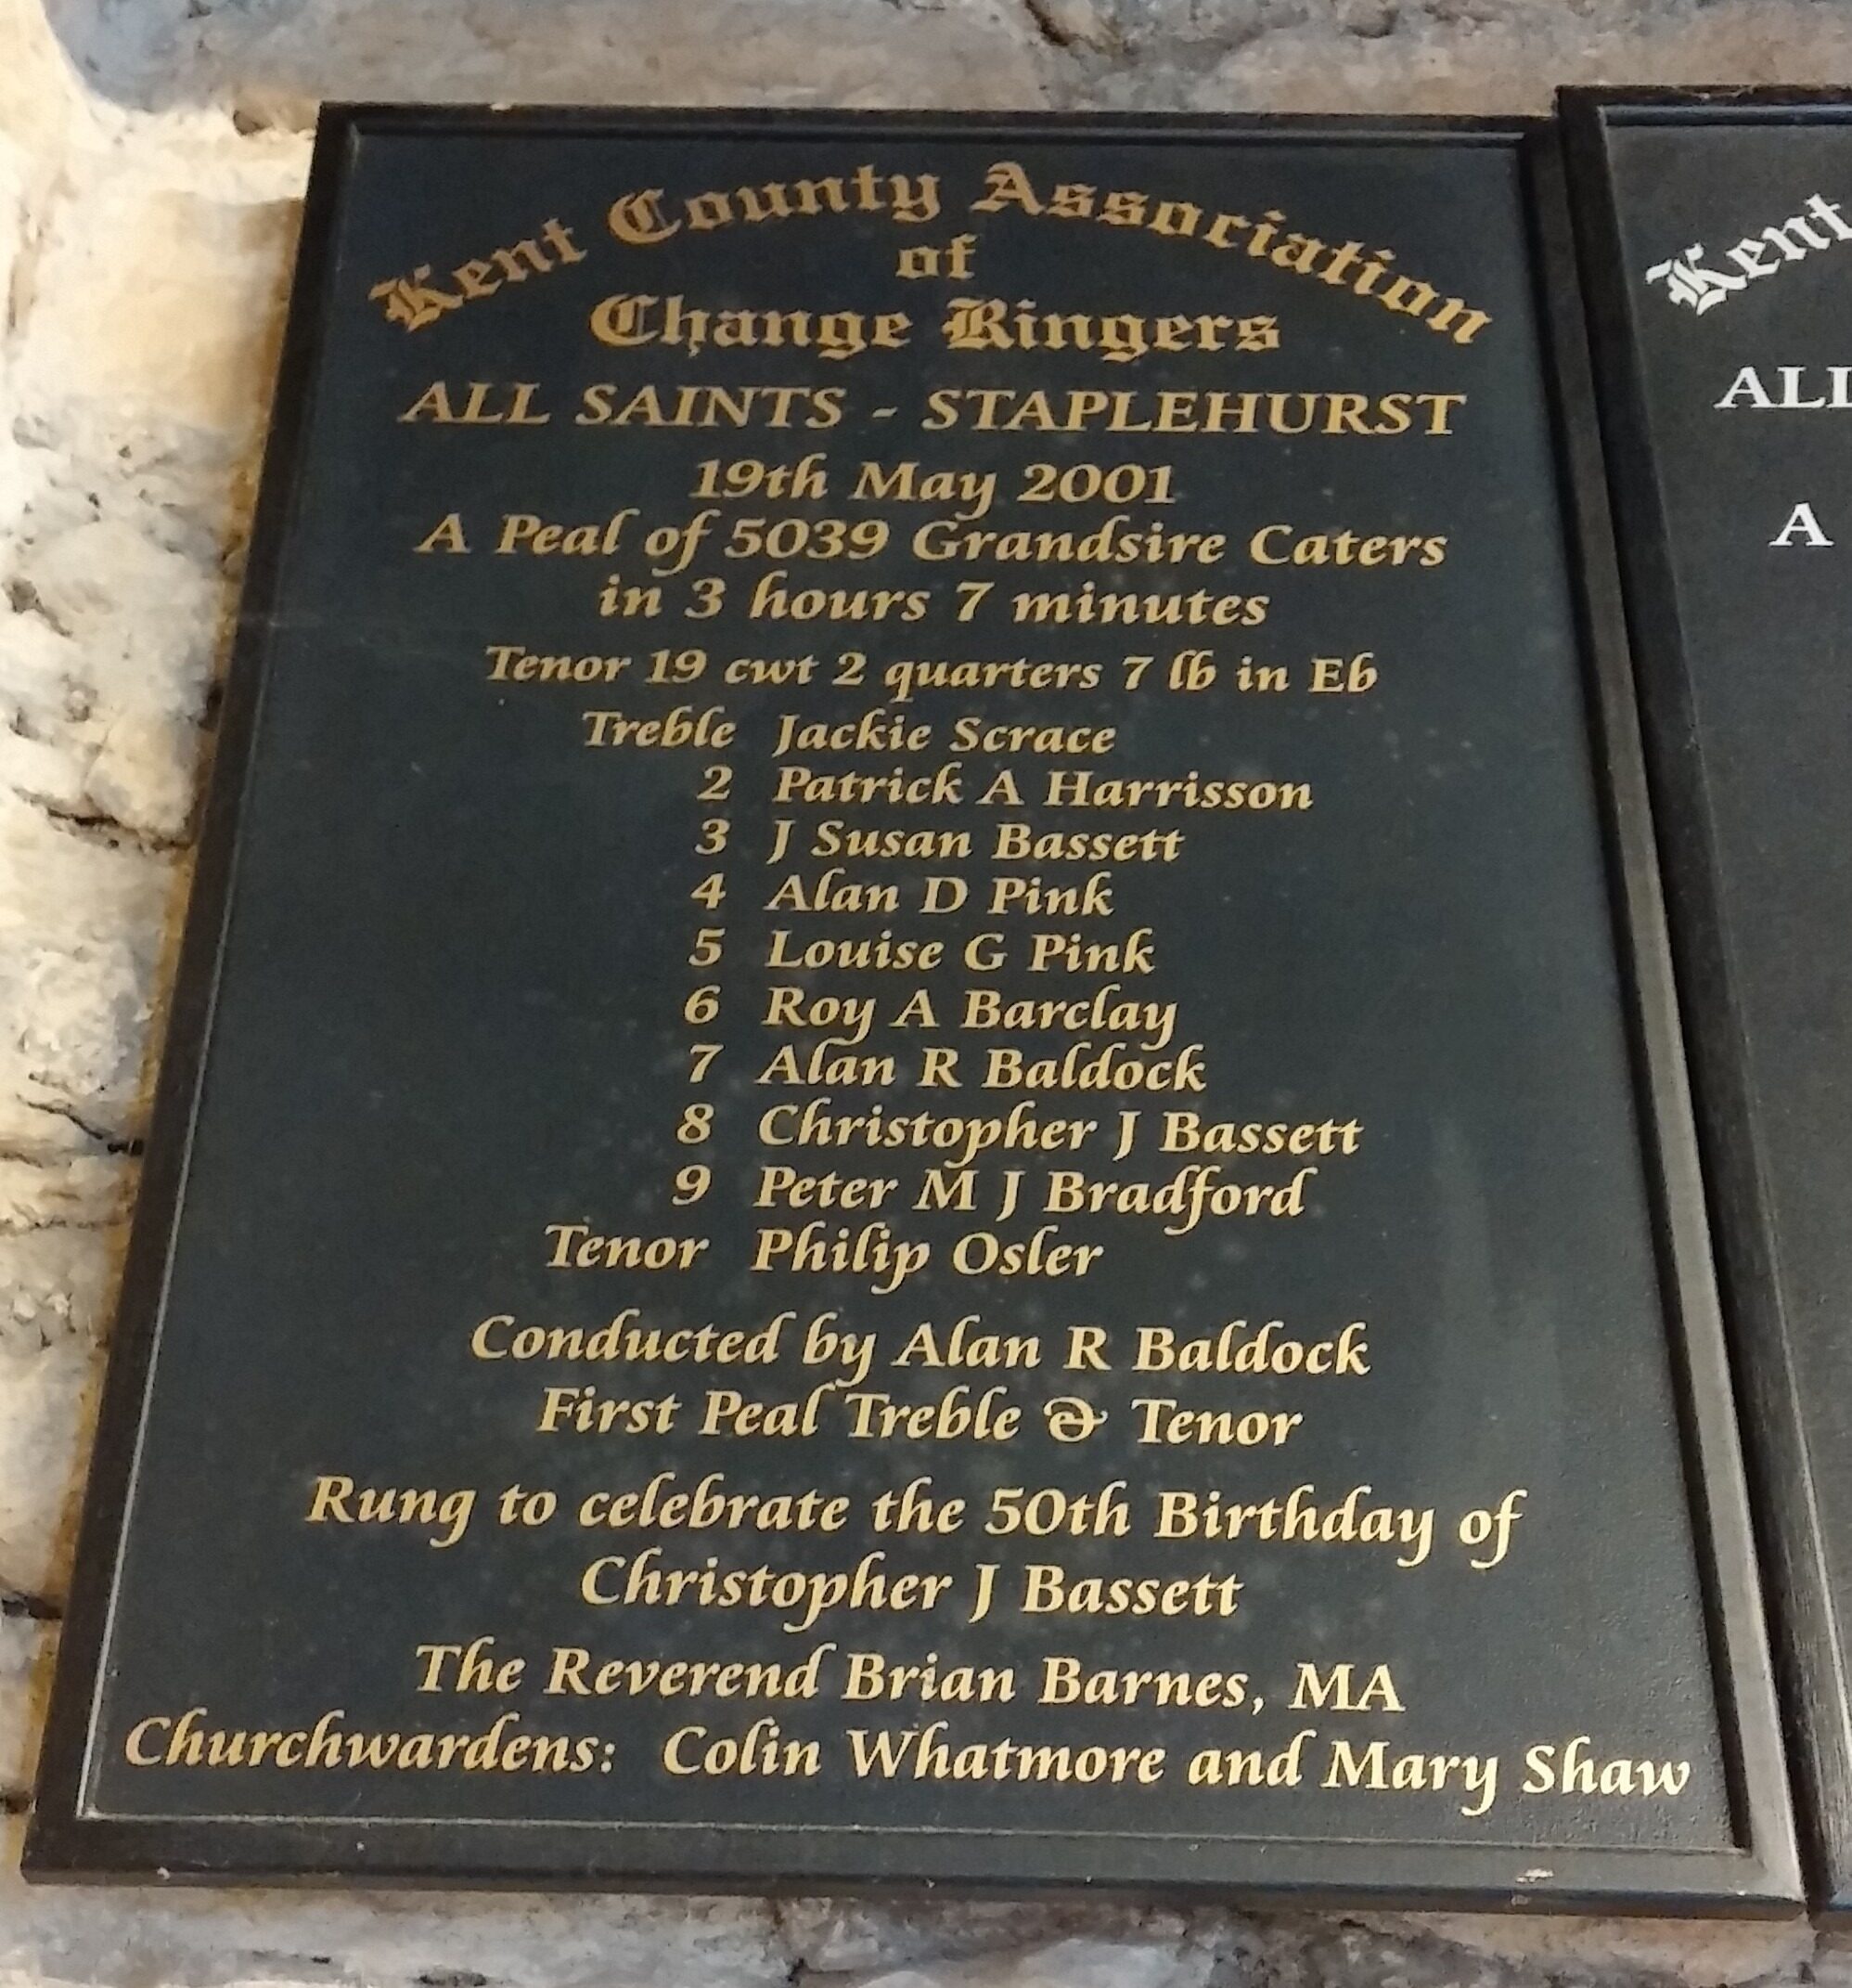 Kent County Association
of
Change Ringers
ALL SAINTS - STAPLEHURST
19th May 2001
A Peal of 5039 Grandsire Caters
in 3 hours 7 minutes
Tenor 19 cwt 2 quarters 7 lb in Eb
Treble Jackie Scrace
2 Patrick A Harrisson
3 J Susan Bassett
4 Alan D Pink
5 Louise G Pink
6 Roy A Barclay
7 Alan R Baldock
8 Christopher J Bassett
9 Peter M J Bradford
Tenor Philip Osler
Conducted by Alan R Baldock
First Peal Treble & Tenor
Rung to celebrate the 50th Birthday of
Christopher J Bassett
The Reverend Brian Barnes, MA
Churchwardens: Colin Whatmore and Mary Shaw
Kent
ALL
A